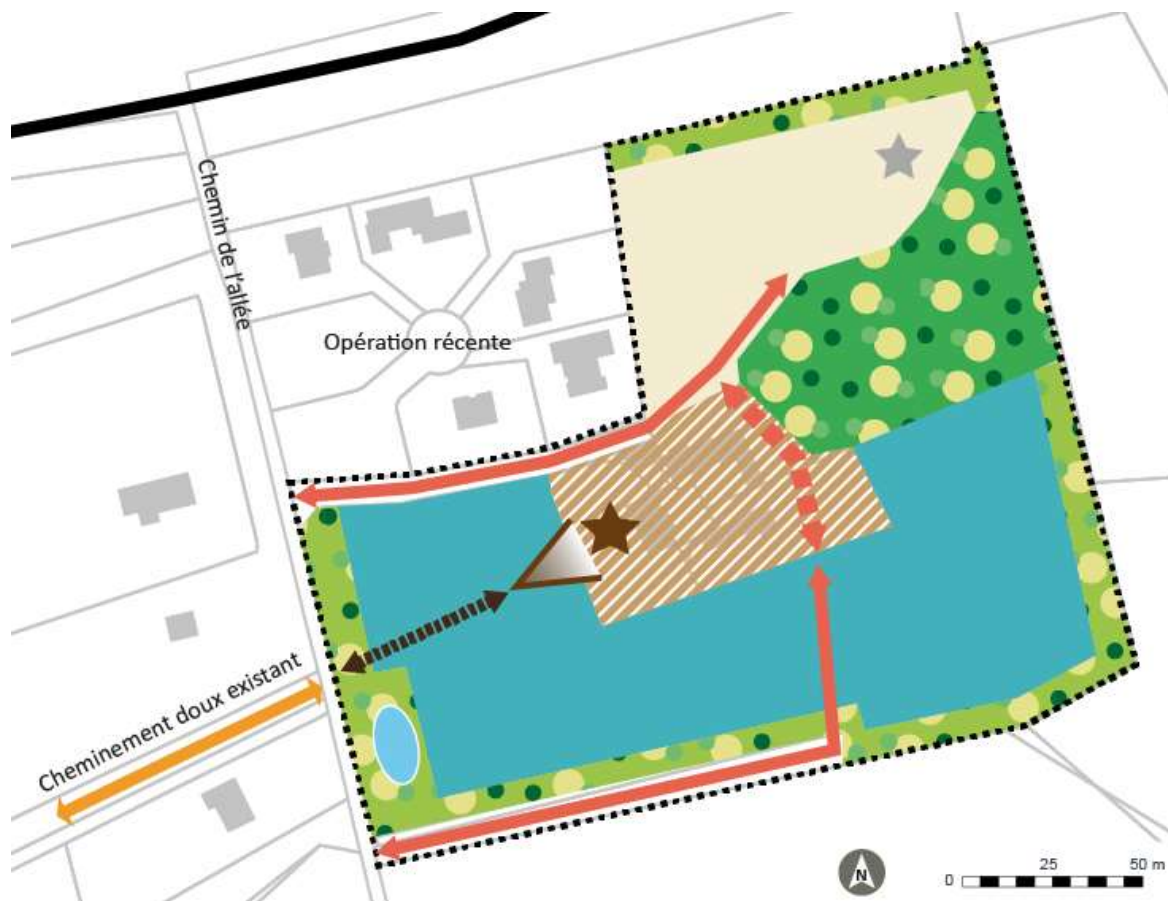 Chemin de l'allée
Opération récente
Cheminement doux existant
N
0 25 50 m